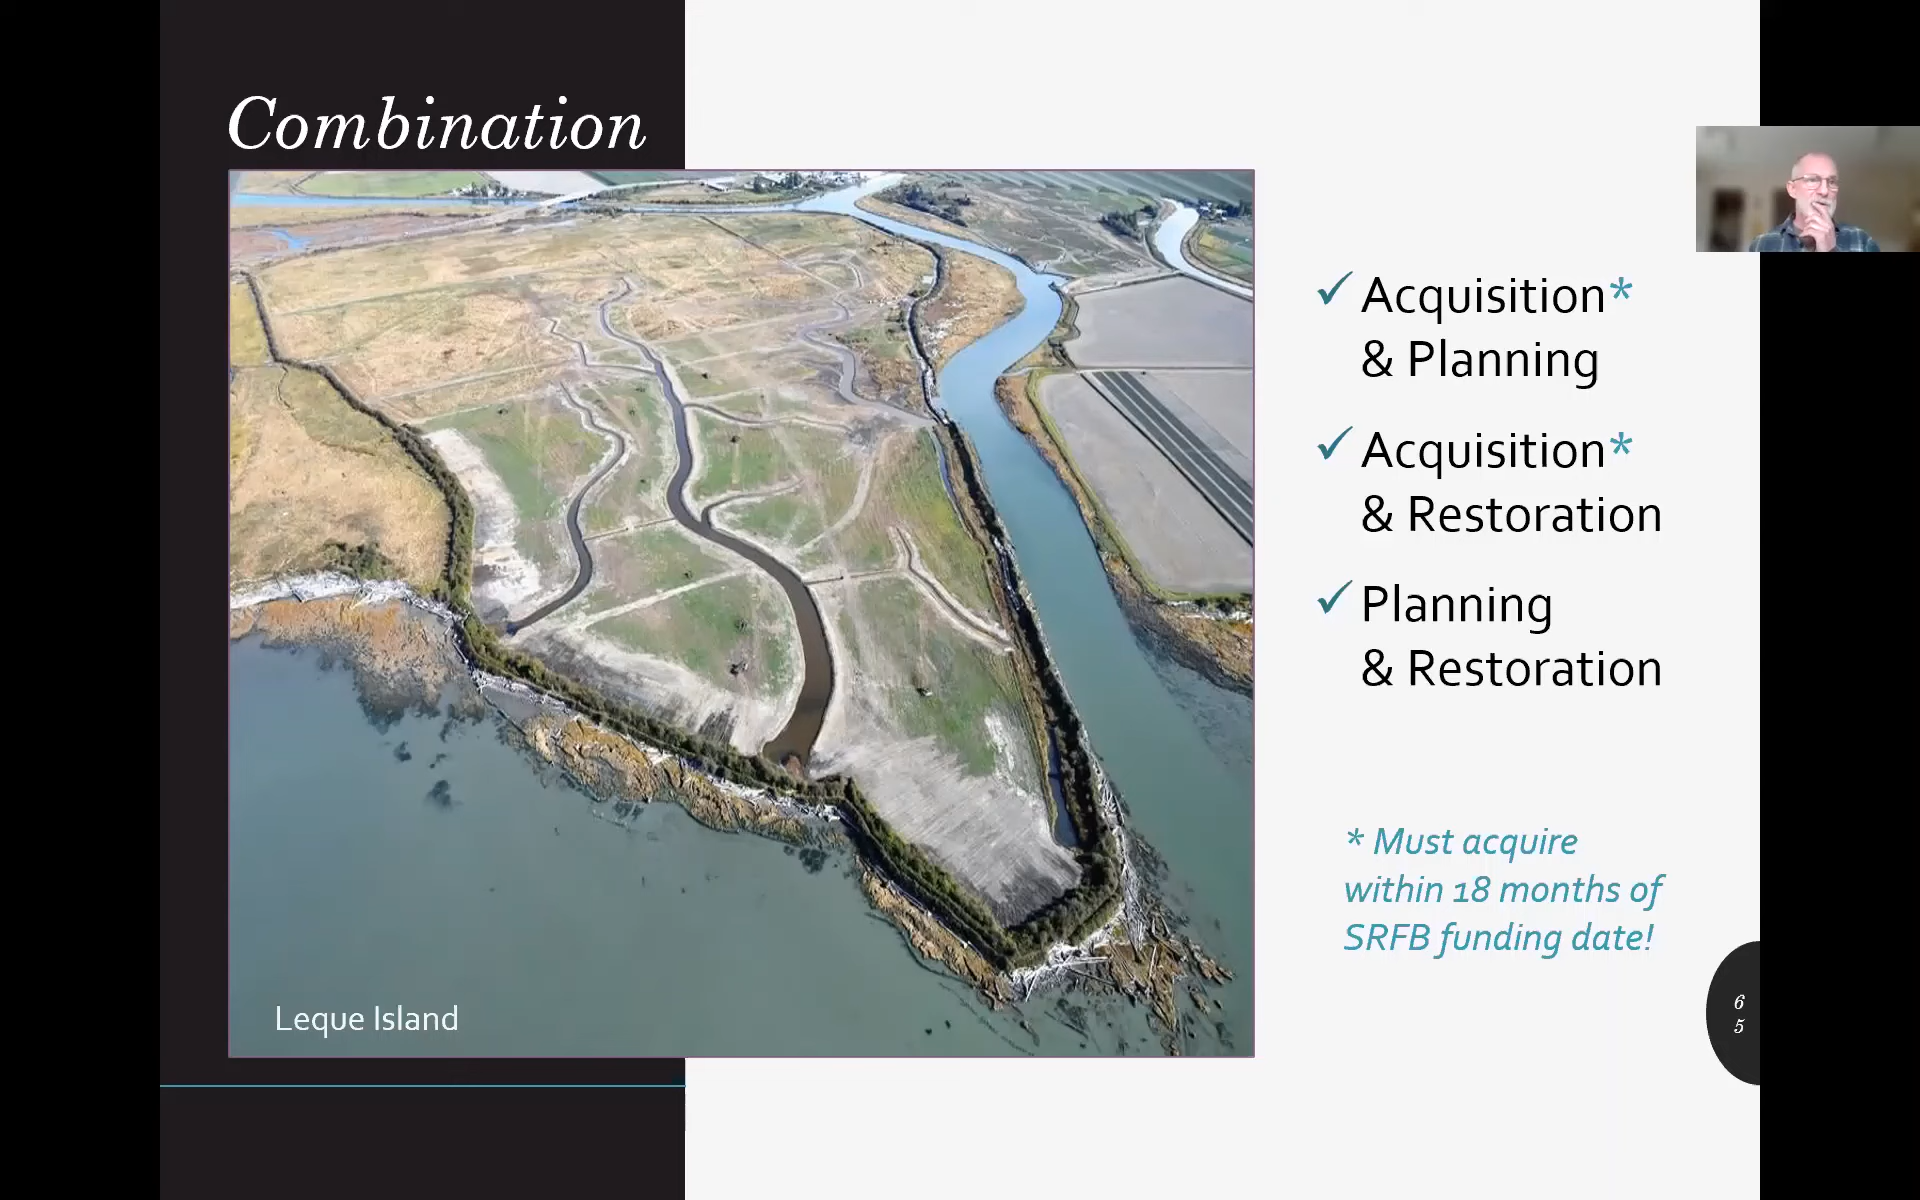 Combination
✓ Acquisition*
& Planning
✓ Acquisition*
& Restoration
✓ Planning
& Restoration
* Must acquire
within 18 months of
SRFB funding date!
Leque Island
6
5